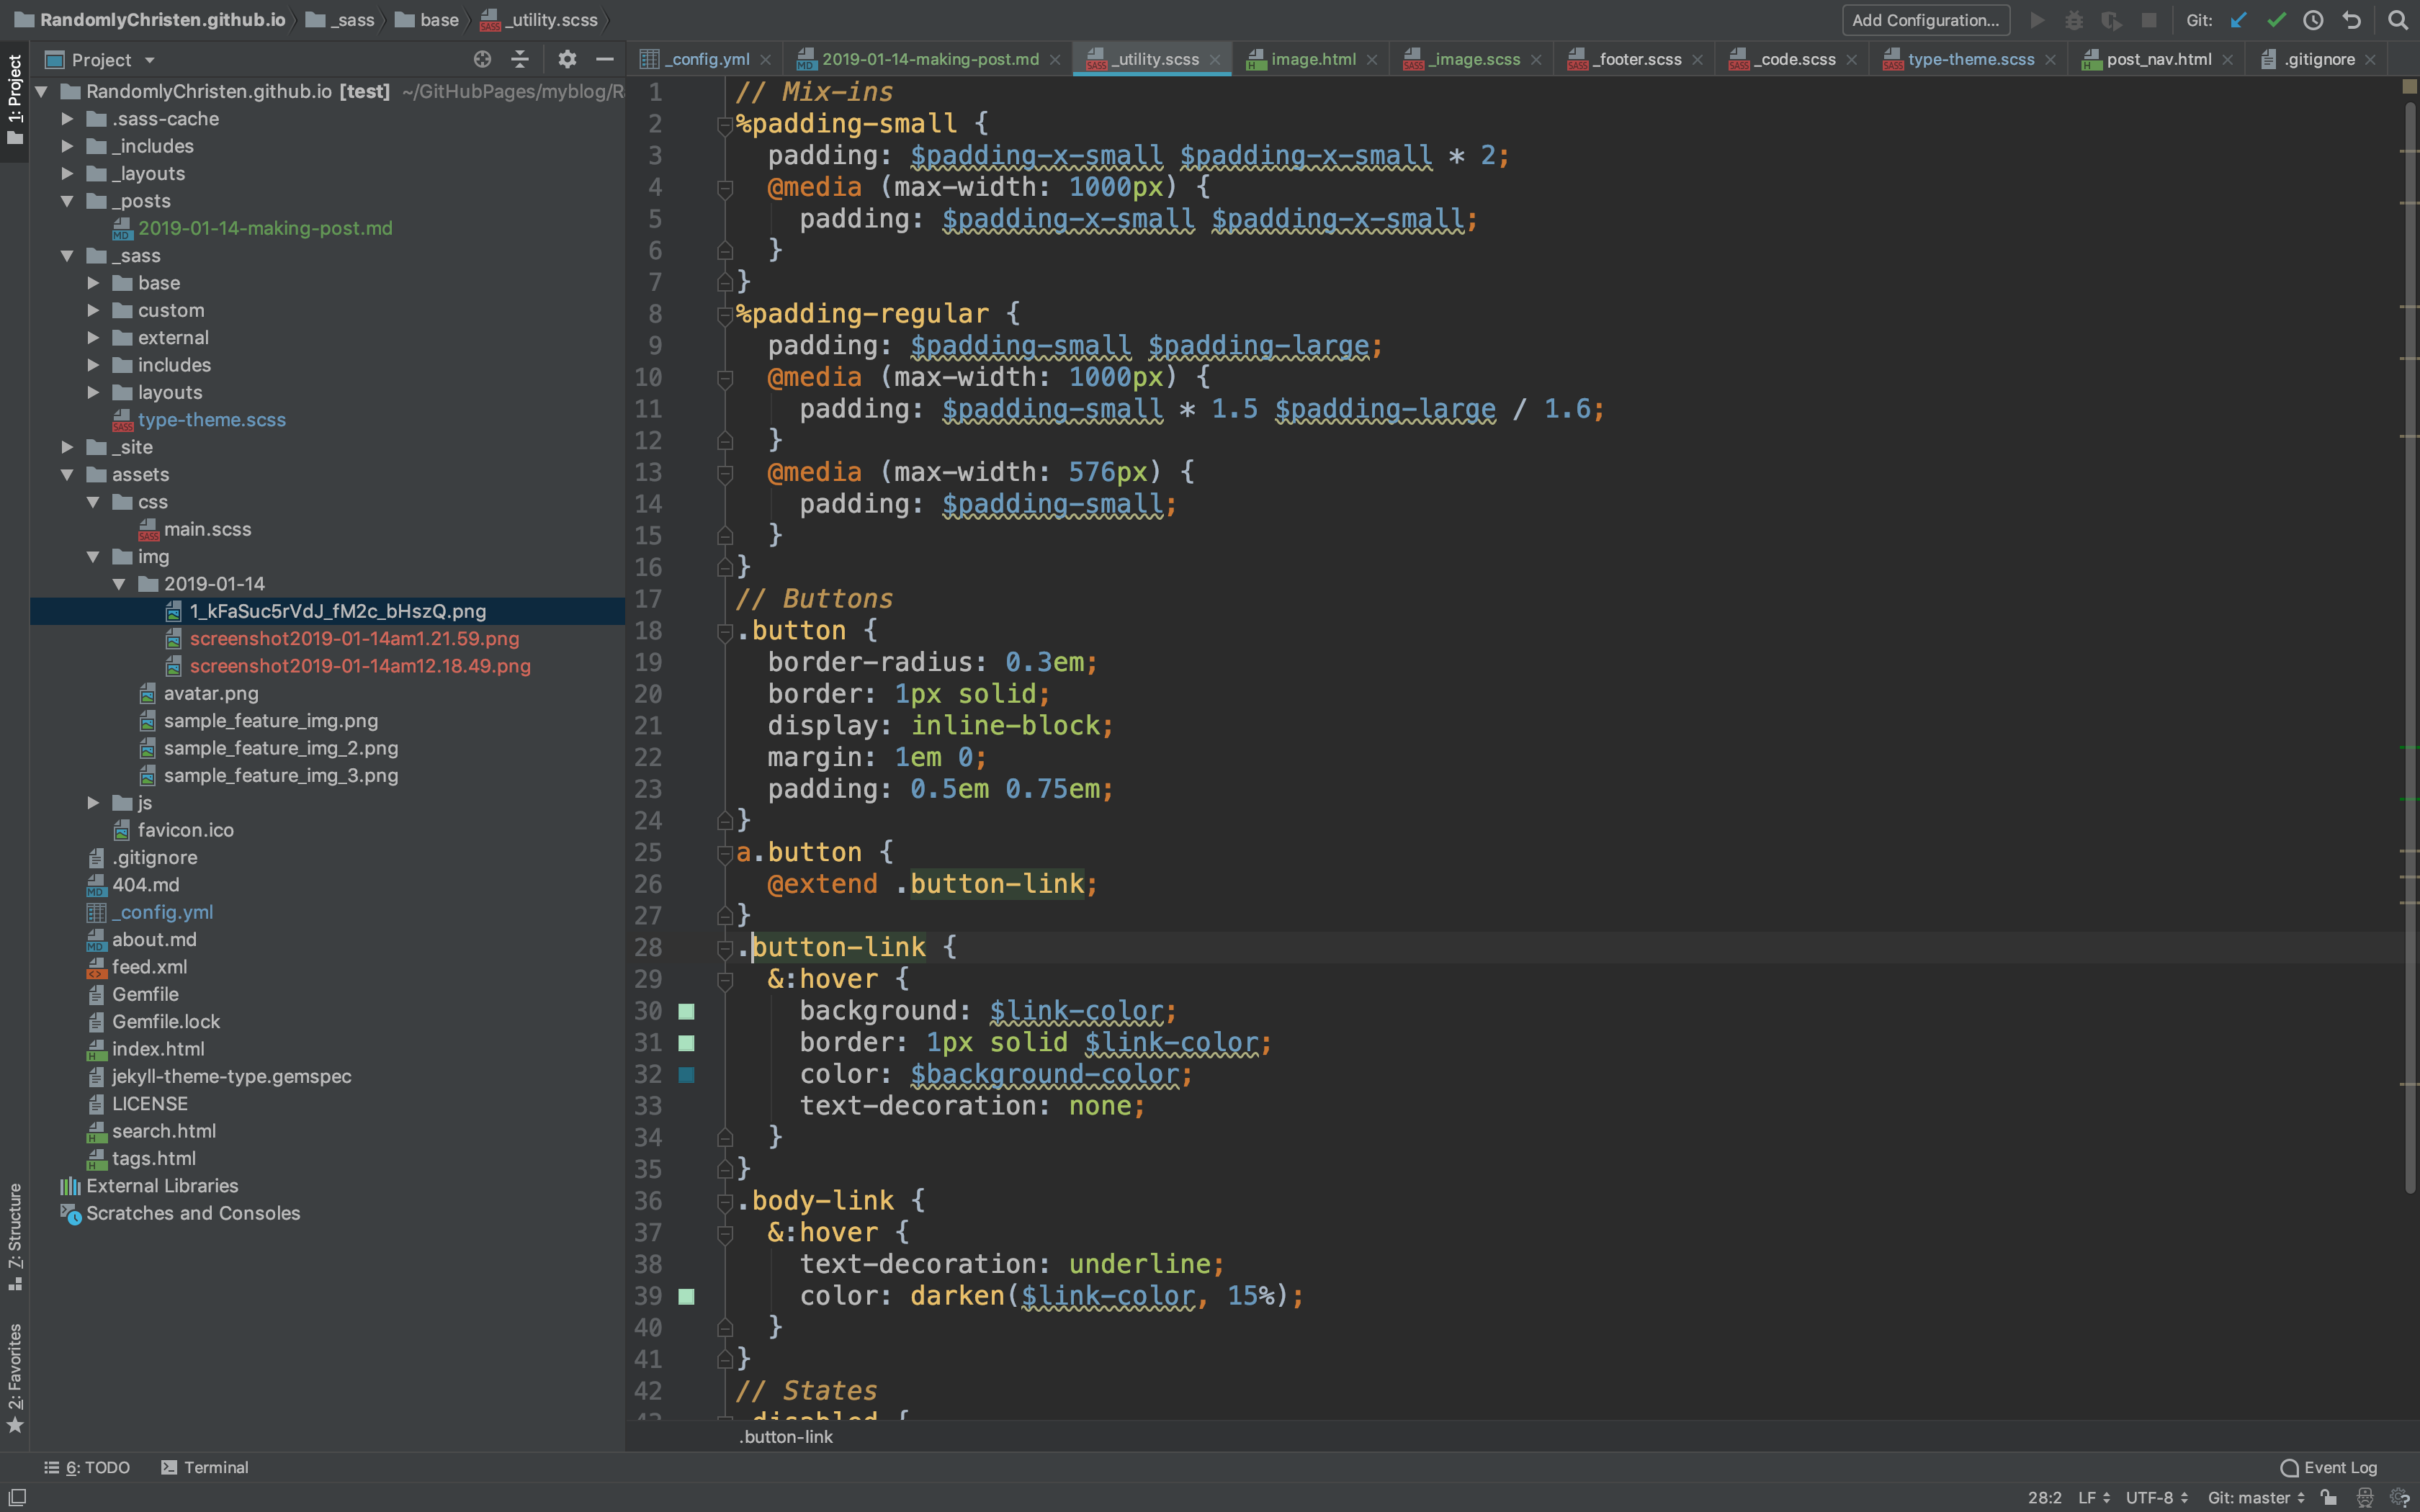 RandomlyChristen.github.io _sass base _utility.scss Add Configuration... Git:
1: Project
Project
_config.yml 2019-01-14-making-post.md _utility.scss image.html _image.scss _footer.scss _code.scss type-theme.scss post_nav.html .gitignore
RandomlyChristen.github.io [test] ~/GitHubPages/myblog/R
.sass-cache
_includes
_layouts
_posts
2019-01-14-making-post.md
_sass
base
custom
external
includes
layouts
type-theme.scss
_site
assets
css
main.scss
img
2019-01-14
1_kFaSuc5rVdJ_fM2c_bHszQ.png
screenshot2019-01-14am1.21.59.png
screenshot2019-01-14am12.18.49.png
avatar.png
sample_feature_img.png
sample_feature_img_2.png
sample_feature_img_3.png
js
favicon.ico
.gitignore
404.md
_config.yml
about.md
feed.xml
Gemfile
Gemfile.lock
index.html
jekyll-theme-type.gemspec
LICENSE
search.html
tags.html
External Libraries
Scratches and Consoles
7: Structure
2: Favorites
1 // Mix-ins
2 %padding-small {
3 padding: $padding-x-small $padding-x-small * 2;
4 @media (max-width: 1000px) {
5 padding: $padding-x-small $padding-x-small;
6 }
7 }
8 %padding-regular {
9 padding: $padding-small $padding-large;
10 @media (max-width: 1000px) {
11 padding: $padding-small * 1.5 $padding-large / 1.6;
12 }
13 @media (max-width: 576px) {
14 padding: $padding-small;
15 }
16 }
17 // Buttons
18 .button {
19 border-radius: 0.3em;
20 border: 1px solid;
21 display: inline-block;
22 margin: 1em 0;
23 padding: 0.5em 0.75em;
24 }
25 a.button {
26 @extend .button-link;
27 }
28 .button-link {
29 &:hover {
30 background: $link-color;
31 border: 1px solid $link-color;
32 color: $background-color;
33 text-decoration: none;
34 }
35 }
36 .body-link {
37 &:hover {
38 text-decoration: underline;
39 color: darken($link-color, 15%);
40 }
41 }
42 // States
43 .disabled {
.button-link
6: TODO Terminal Event Log
28:2 LF UTF-8 Git: master